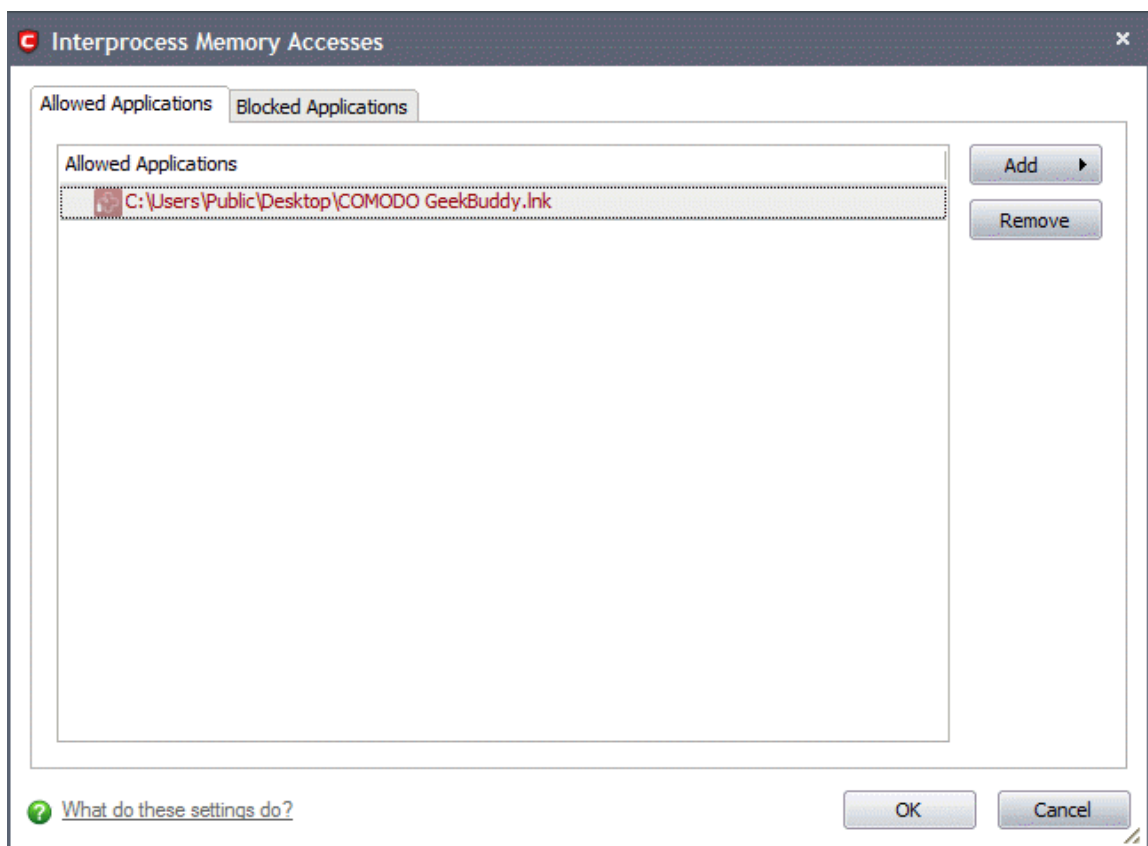 Interprocess Memory Accesses
Allowed Applications
Blocked Applications
Allowed Applications
Add
C:\Users\Public\Desktop\COMODO GeekBuddy.lnk
Remove
What do these settings do?
OK
Cancel